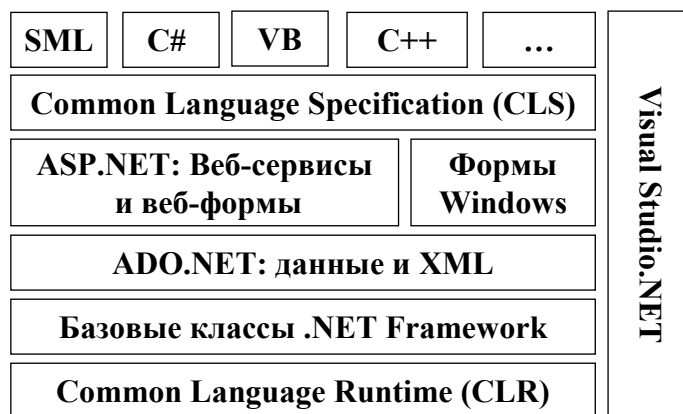 SML C# VB C++ ...
Common Language Specification (CLS)
ASP.NET: Веб-сервисы
и веб-формы
Формы
Windows
ADO.NET: данные и XML
Базовые классы .NET Framework
Common Language Runtime (CLR)
Visual Studio.NET